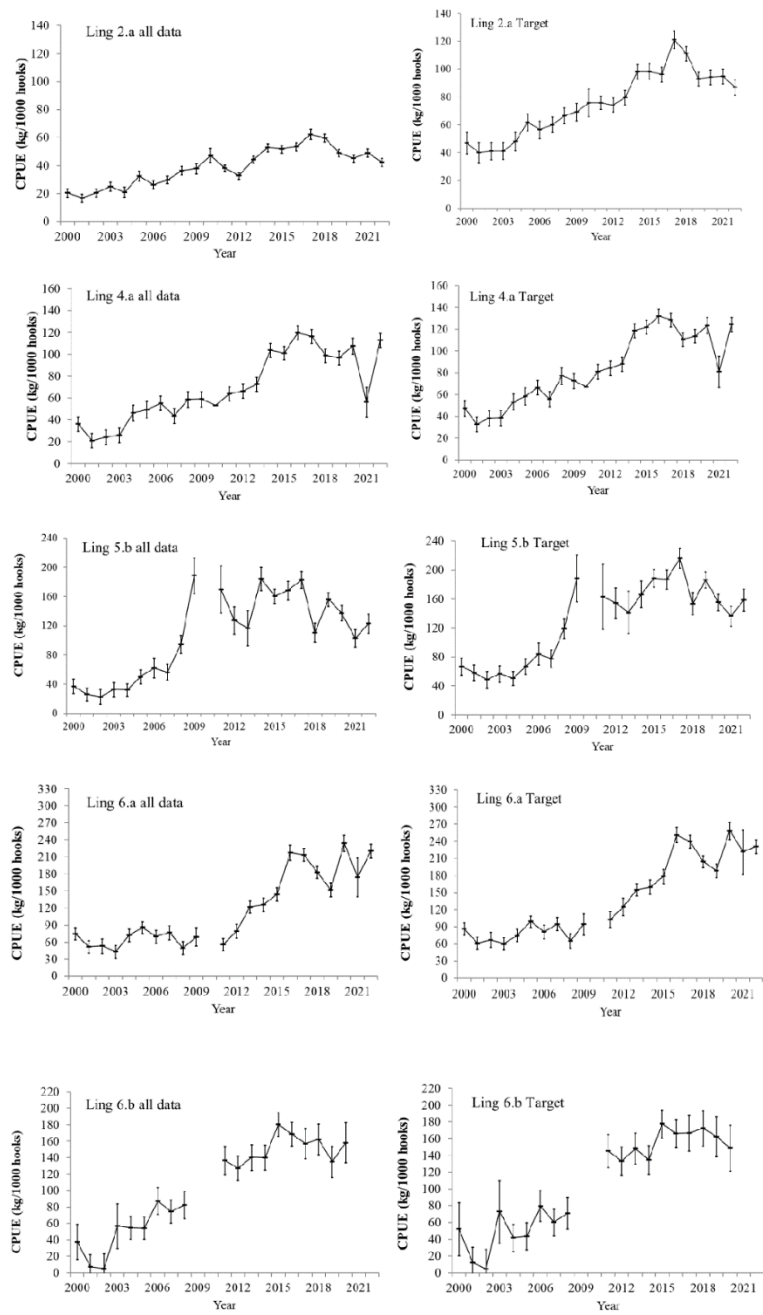 Ling 2.a all data
CPUE (kg/1000 hooks)
140
120
100
80
60
40
20
0
2000 2003 2006 2009 2012 2015 2018 2021
Year
Ling 2.a Target
CPUE (kg/1000 hooks)
140
120
100
80
60
40
20
0
2000 2003 2006 2009 2012 2015 2018 2021
Year
Ling 4.a all data
CPUE (kg/1000 hooks)
160
140
120
100
80
60
40
20
0
2000 2003 2006 2009 2012 2015 2018 2021
Year
Ling 4.a Target
CPUE (kg/1000 hooks)
160
140
120
100
80
60
40
20
0
2000 2003 2006 2009 2012 2015 2018 2021
Year
Ling 5.b all data
CPUE (kg/1000 hooks)
240
200
160
120
80
40
0
2000 2003 2006 2009 2012 2015 2018 2021
Year
Ling 5.b Target
CPUE (kg/1000 hooks)
240
200
160
120
80
40
0
2000 2003 2006 2009 2012 2015 2018 2021
Year
Ling 6.a all data
CPUE (kg/1000 hooks)
330
300
270
240
210
180
150
120
90
60
30
0
2000 2003 2006 2009 2012 2015 2018 2021
Year
Ling 6.a Target
CPUE (kg/1000 hooks)
330
300
270
240
210
180
150
120
90
60
30
0
2000 2003 2006 2009 2012 2015 2018 2021
Year
Ling 6.b all data
CPUE (kg/1000 hooks)
220
200
180
160
140
120
100
80
60
40
20
0
2000 2003 2006 2009 2012 2015 2018 2021
Year
Ling 6.b Target
CPUE (kg/1000 hooks)
220
200
180
160
140
120
100
80
60
40
20
0
2000 2003 2006 2009 2012 2015 2018 2021
Year